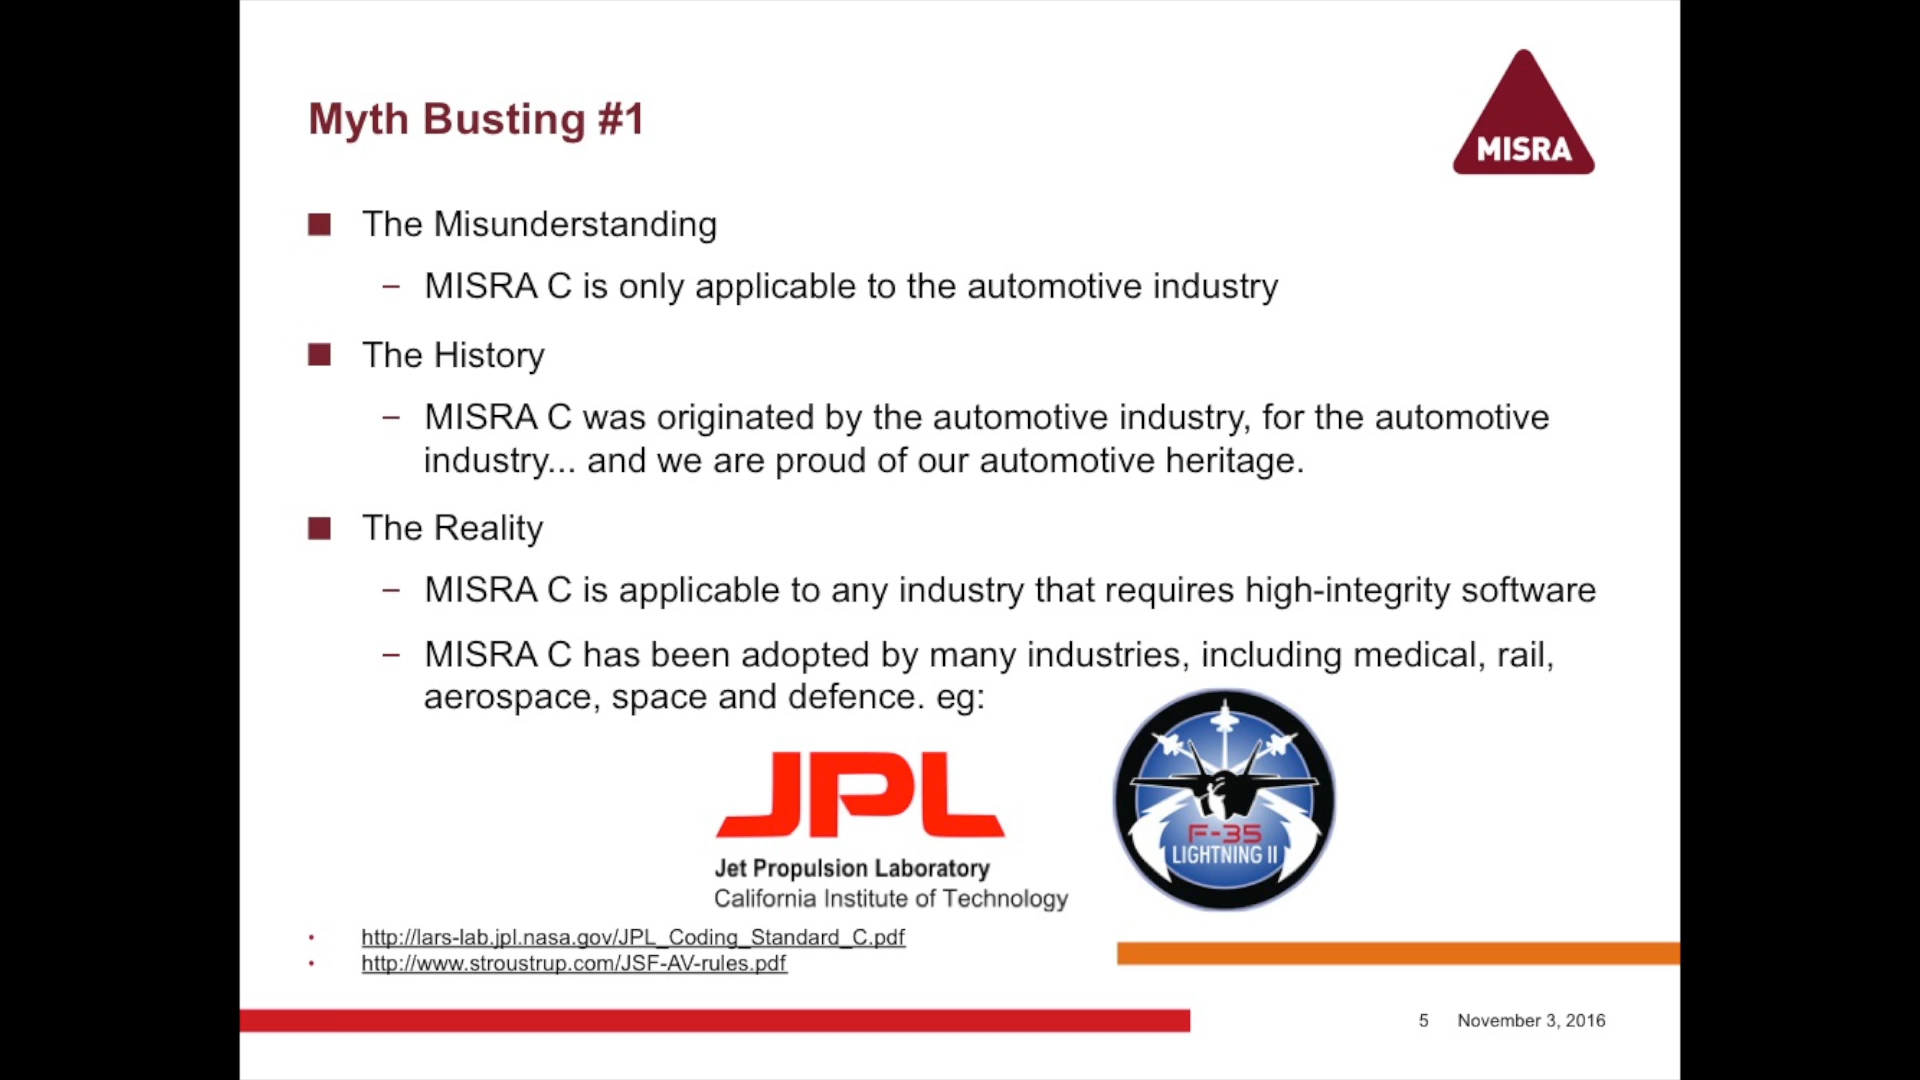 Myth Busting #1
MISRA
The Misunderstanding
– MISRA C is only applicable to the automotive industry
The History
– MISRA C was originated by the automotive industry, for the automotive
industry... and we are proud of our automotive heritage.
The Reality
– MISRA C is applicable to any industry that requires high-integrity software
– MISRA C has been adopted by many industries, including medical, rail,
aerospace, space and defence. eg:
JPL
Jet Propulsion Laboratory
California Institute of Technology
F-35
LIGHTNING II
• http://lars-lab.jpl.nasa.gov/JPL_Coding_Standard_C.pdf
• http://www.stroustrup.com/JSF-AV-rules.pdf
5 November 3, 2016